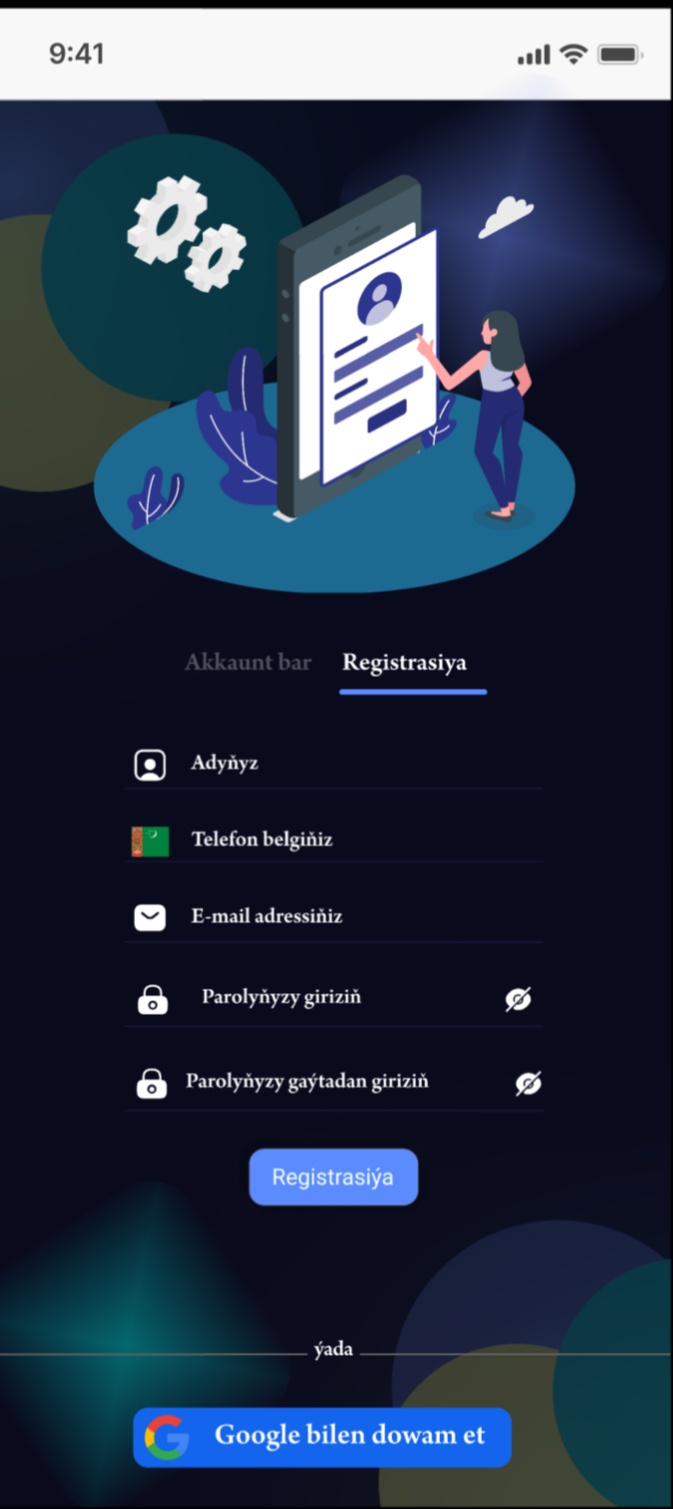 9:41
Akkaunt bar Registrasiya
Adyňyz
Telefon belgiňiz
E-mail adressiňiz
Parolyňyzy giriziň
Parolyňyzy gaýtadan giriziň
Registrasiýa
ýada
Google bilen dowam et